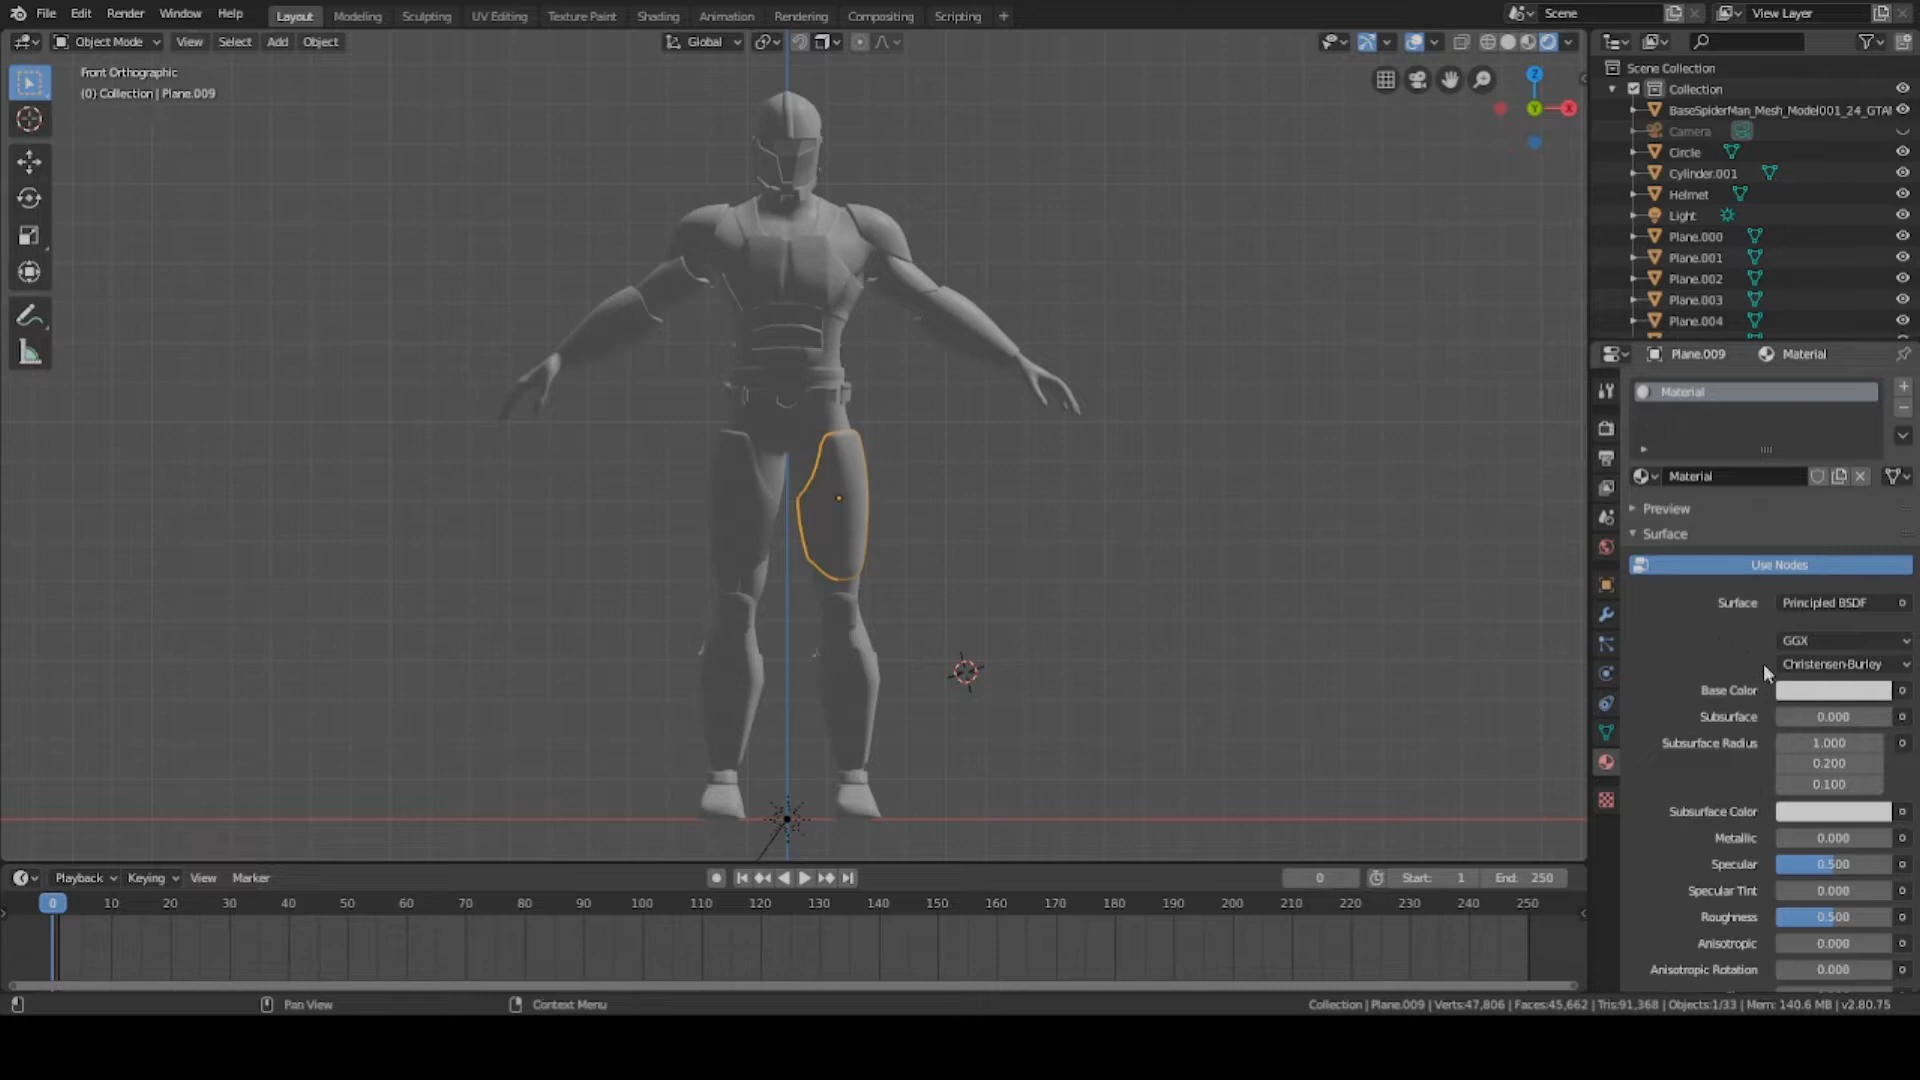 File Edit Render Window Help Layout Modeling Sculpting UV Editing Texture Paint Shading Animation Rendering Compositing Scripting + Scene View Layer
Object Mode View Select Add Object Global
Front Orthographic
(0) Collection | Plane.009
Z
Y
X
Scene Collection
Collection
BaseSpiderMan_Mesh_Model001_24_GTA
Camera
Circle
Cylinder.001
Helmet
Light
Plane.000
Plane.001
Plane.002
Plane.003
Plane.004
Plane.009 Material
Material
Material
Preview
Surface
Use Nodes
Surface Principled BSDF
GGX
Christensen-Burley
Base Color
Subsurface 0.000
Subsurface Radius 1.000
0.200
0.100
Subsurface Color
Metallic 0.000
Specular 0.500
Specular Tint 0.000
Roughness 0.500
Anisotropic 0.000
Anisotropic Rotation 0.000
Playback Keying View Marker 0 Start: 1 End: 250
0 10 20 30 40 50 60 70 80 90 100 110 120 130 140 150 160 170 180 190 200 210 220 230 240 250
Pan View Context Menu Collection | Plane.009 | Verts:47,806 | Faces:45,662 | Tris:91,368 | Objects:1/33 | Mem: 140.6 MB | v2.80.75